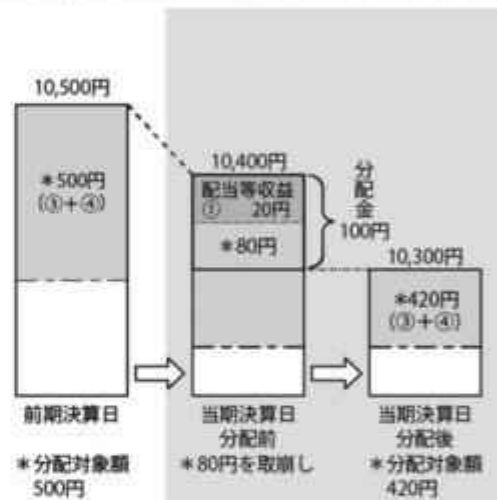 10,500円
＊500円
(③＋④)
前期決算日
＊分配対象額
500円
10,400円
配当等収益
① 20円
＊80円
分配金
100円
当期決算日
分配前
＊80円を取崩し
10,300円
＊420円
(③＋④)
当期決算日
分配後
＊分配対象額
420円